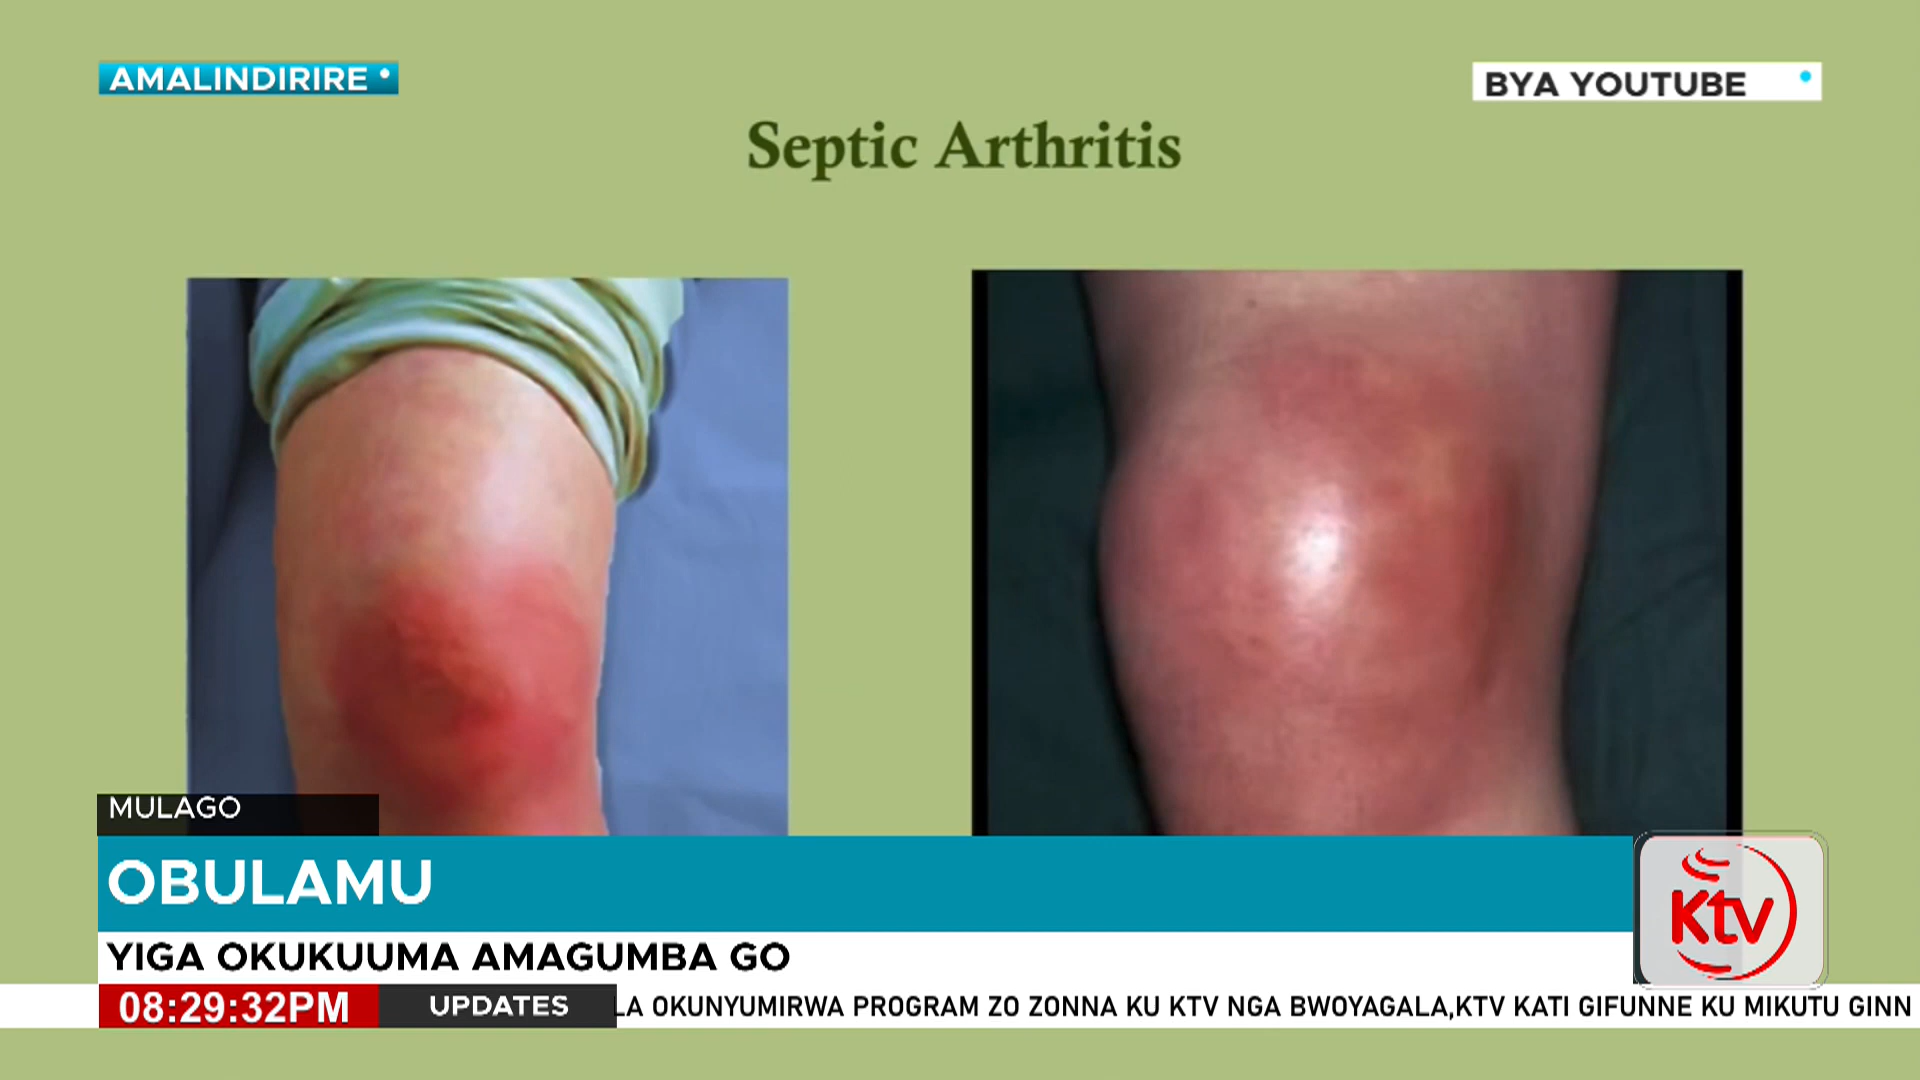 AMALINDIRIRE
BYA YOUTUBE
Septic Arthritis
MULAGO
OBULAMU
Ktv
YIGA OKUKUUMA AMAGUMBA GO
08:29:32PM
UPDATES
LA OKUNYUMIRWA PROGRAM ZO ZONNA KU KTV NGA BWOYAGALA,KTV KATI GIFUNNE KU MIKUTU GINN